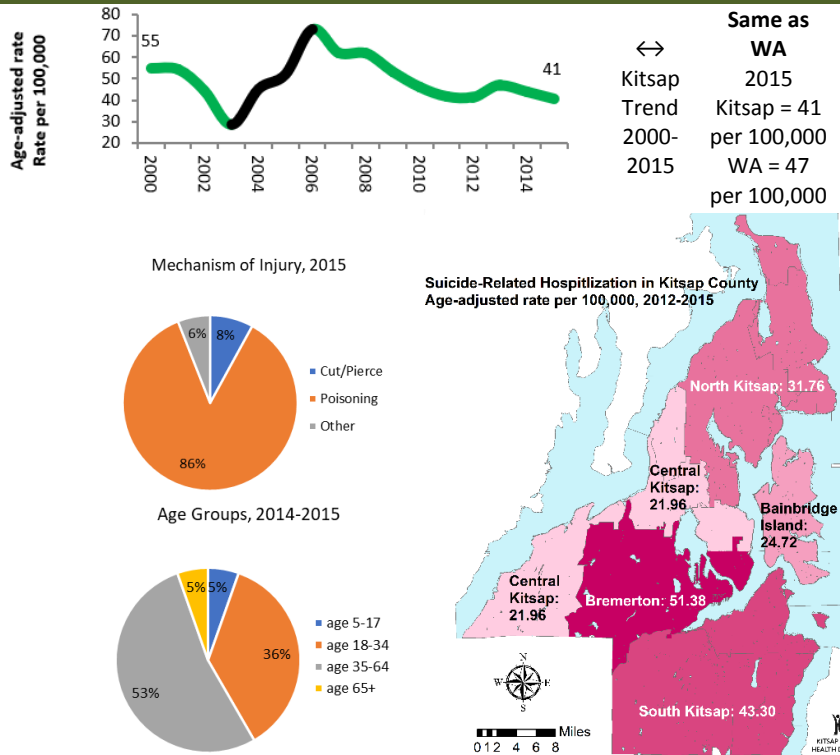 Age-adjusted rate
Rate per 100,000
80
70
60
50
40
30
20
55
41
2000
2002
2004
2006
2008
2010
2012
2014
↔
Kitsap
Trend
2000-
2015
Same as
WA
2015
Kitsap = 41
per 100,000
WA = 47
per 100,000
Mechanism of Injury, 2015
6%
8%
86%
Cut/Pierce
Poisoning
Other
Age Groups, 2014-2015
5%
5%
36%
53%
age 5-17
age 18-34
age 35-64
age 65+
Suicide-Related Hospitlization in Kitsap County
Age-adjusted rate per 100,000, 2012-2015
North Kitsap: 31.76
Central
Kitsap:
21.96
Bainbridge
Island:
24.72
Central
Kitsap:
21.96
Bremerton: 51.38
South Kitsap: 43.30
N
W
E
S
Miles
0 1 2 4 6 8
KITSAP
HEALTH